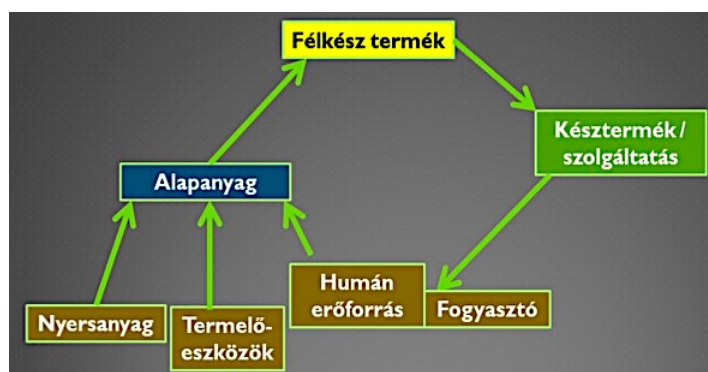 Félkész termék
Késztermék /
szolgáltatás
Alapanyag
Humán
erőforrás
Fogyasztó
Nyersanyag
Termelő-
eszközök